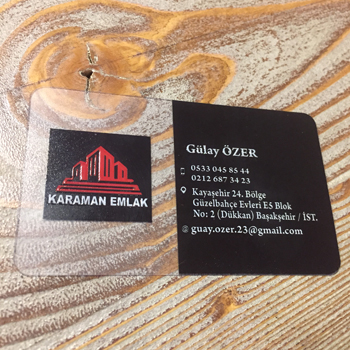 KARAMAN EMLAK
Gülay ÖZER
0533 045 85 44
0212 687 34 23
Kayaşehir 24. Bölge
Güzelbahçe Evleri E5 Blok
No: 2 (Dükkan) Başakşehir / İST.
guay.ozer.23@gmail.com